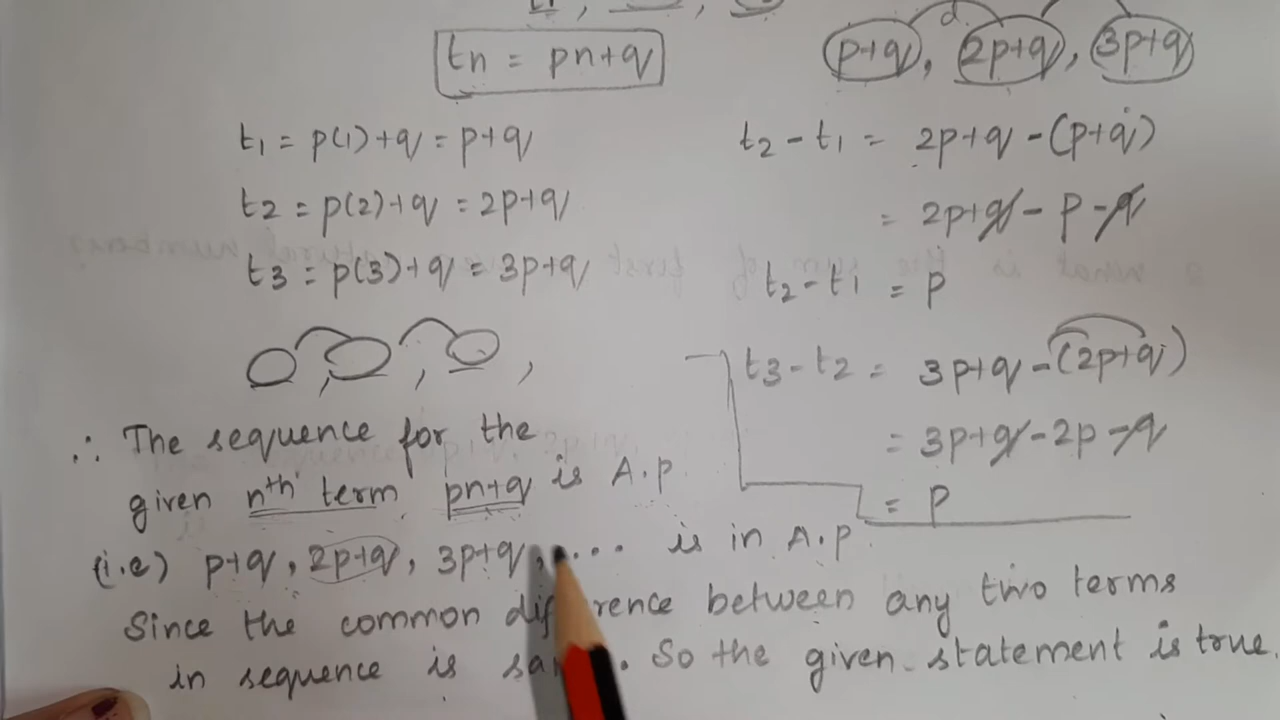 tn = pn+q
t1 = p(1)+q = p+q
t2 = p(2)+q = 2p+q
t3 = p(3)+q = 3p+q
∴ The sequence for the
given nth term pn+q is A.p
d
p+q, 2p+q, 3p+q
t2 - t1 = 2p+q - (p+q)
= 2p+q - p - q
t2 - t1 = p
t3 - t2 = 3p+q - (2p+q)
= 3p+q - 2p - q
= p
(i.e) p+q, 2p+q, 3p+q, .... is in A.p.
Since the common difference between any two terms
in sequence is . So the given statement is true.